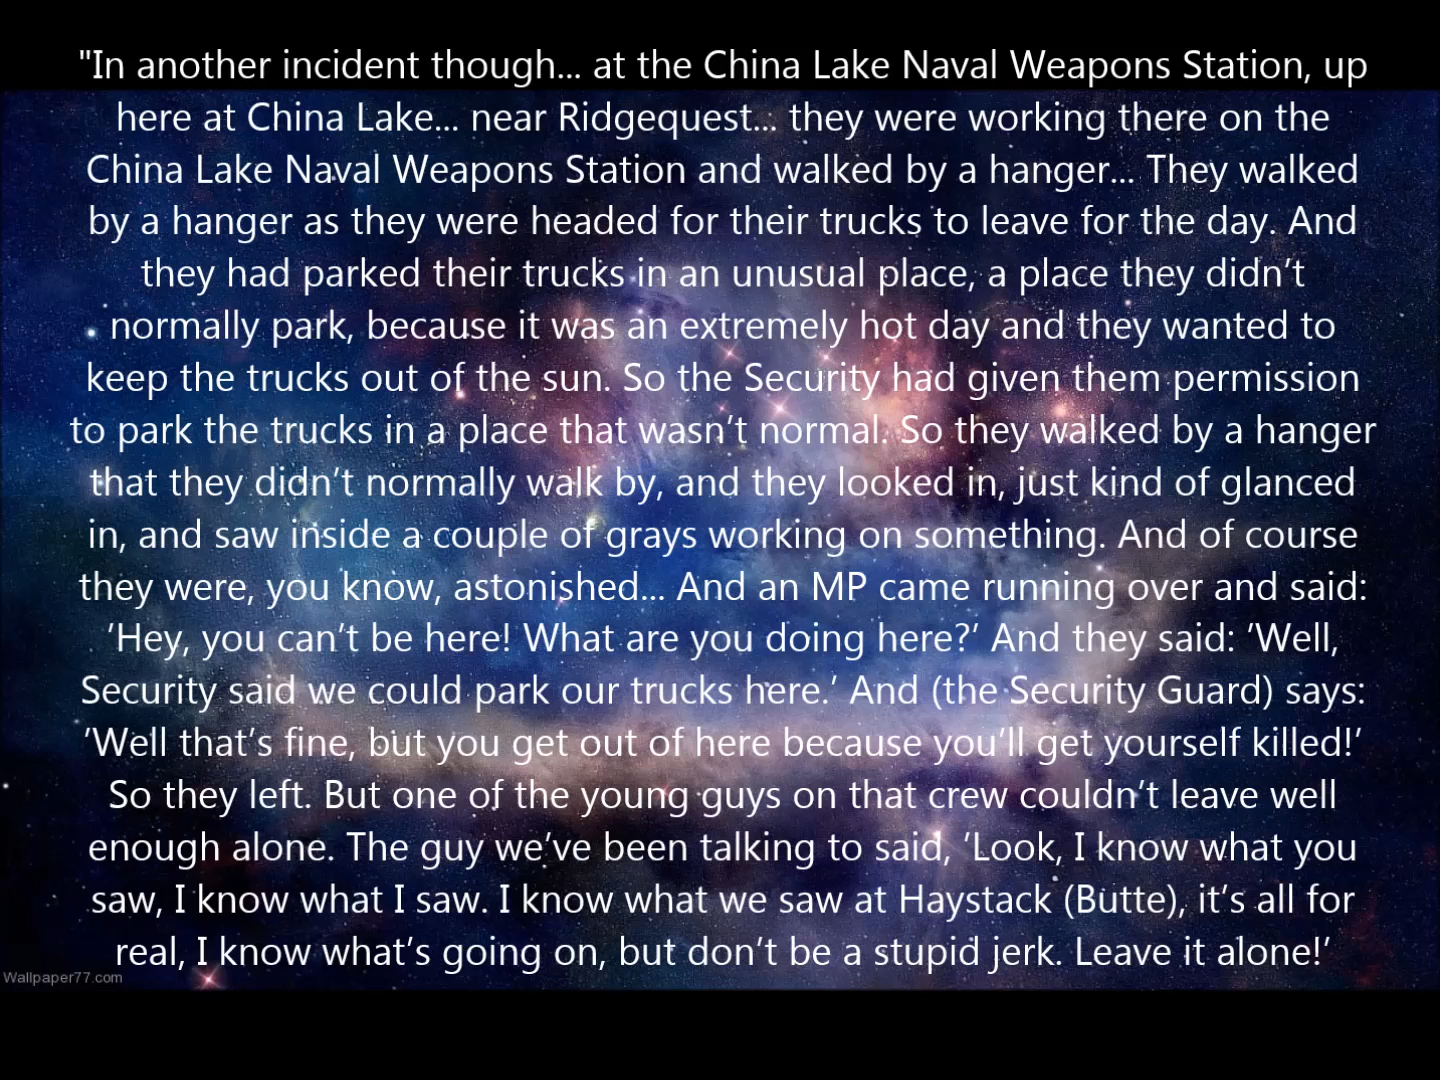 "In another incident though... at the China Lake Naval Weapons Station, up
here at China Lake... near Ridgequest... they were working there on the
China Lake Naval Weapons Station and walked by a hanger... They walked
by a hanger as they were headed for their trucks to leave for the day. And
they had parked their trucks in an unusual place, a place they didn’t
normally park, because it was an extremely hot day and they wanted to
keep the trucks out of the sun. So the Security had given them permission
to park the trucks in a place that wasn’t normal. So they walked by a hanger
that they didn’t normally walk by, and they looked in, just kind of glanced
in, and saw inside a couple of grays working on something. And of course
they were, you know, astonished... And an MP came running over and said:
’Hey, you can’t be here! What are you doing here?’ And they said: ’Well,
Security said we could park our trucks here.’ And (the Security Guard) says:
’Well that’s fine, but you get out of here because you’ll get yourself killed!’
So they left. But one of the young guys on that crew couldn’t leave well
enough alone. The guy we’ve been talking to said, ’Look, I know what you
saw, I know what I saw. I know what we saw at Haystack (Butte), it’s all for
real, I know what’s going on, but don’t be a stupid jerk. Leave it alone!’
Wallpaper77.com